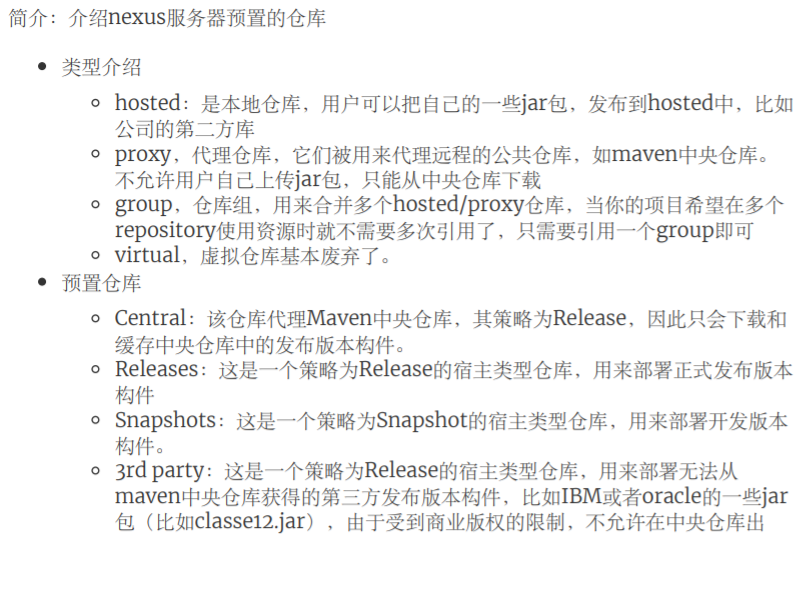 简介：介绍nexus服务器预置的仓库
类型介绍
hosted：是本地仓库，用户可以把自己的一些jar包，发布到hosted中，比如
公司的第二方库
proxy，代理仓库，它们被用来代理远程的公共仓库，如maven中央仓库。
不允许用户自己上传jar包，只能从中央仓库下载
group，仓库组，用来合并多个hosted/proxy仓库，当你的项目希望在多个
repository使用资源时就不需要多次引用了，只需要引用一个group即可
virtual，虚拟仓库基本废弃了。
预置仓库
Central：该仓库代理Maven中央仓库，其策略为Release，因此只会下载和
缓存中央仓库中的发布版本构件。
Releases：这是一个策略为Release的宿主类型仓库，用来部署正式发布版本
构件
Snapshots：这是一个策略为Snapshot的宿主类型仓库，用来部署开发版本
构件。
3rd party：这是一个策略为Release的宿主类型仓库，用来部署无法从
maven中央仓库获得的第三方发布版本构件，比如IBM或者oracle的一些jar
包（比如classe12.jar），由于受到商业版权的限制，不允许在中央仓库出